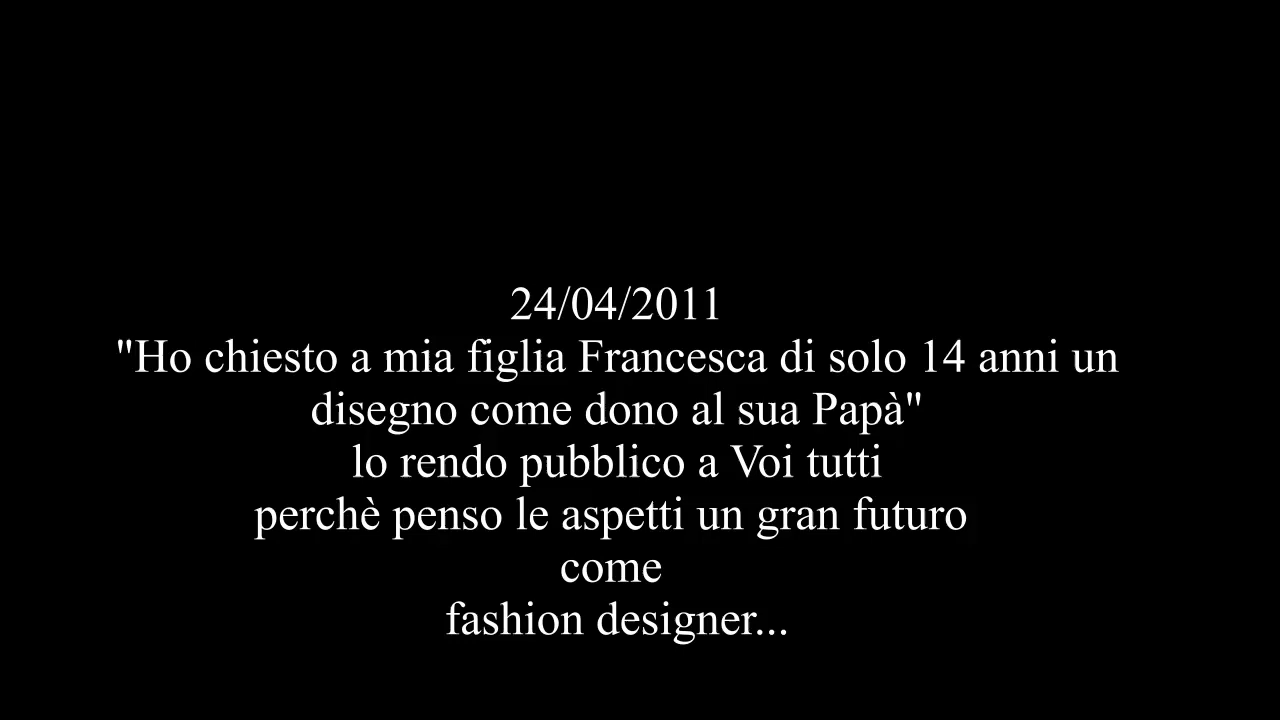 24/04/2011
"Ho chiesto a mia figlia Francesca di solo 14 anni un
disegno come dono al sua Papà"
lo rendo pubblico a Voi tutti
perchè penso le aspetti un gran futuro
come
fashion designer...